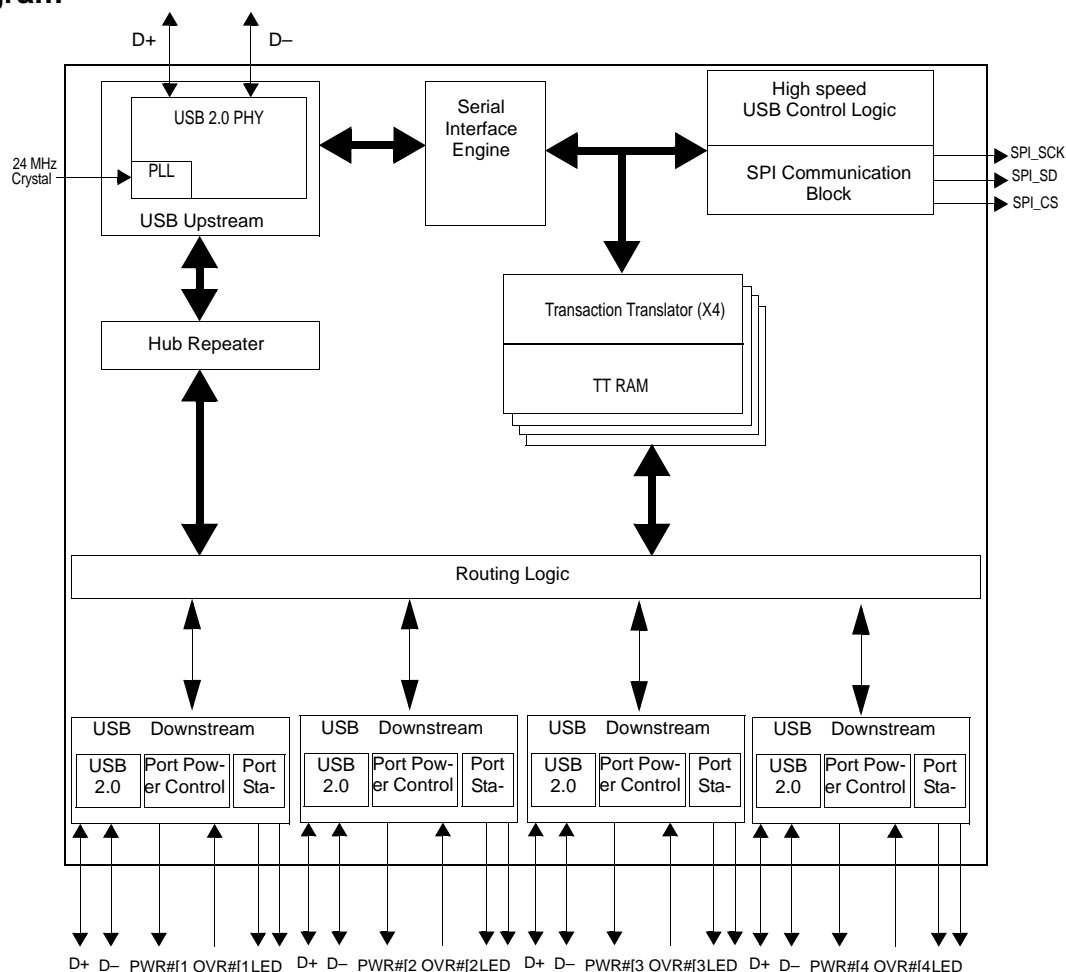 D+ D–
USB 2.0 PHY
PLL
24 MHz
Crystal
USB Upstream
Serial
Interface
Engine
High speed
USB Control Logic
SPI Communication
Block
SPI_SCK
SPI_SD
SPI_CS
Transaction Translator (X4)
TT RAM
Hub Repeater
Routing Logic
USB Downstream
USB
2.0
Port Pow-
er Control
Port
Sta-
USB Downstream
USB
2.0
Port Pow-
er Control
Port
Sta-
USB Downstream
USB
2.0
Port Pow-
er Control
Port
Sta-
USB Downstream
USB
2.0
Port Pow-
er Control
Port
Sta-
D+ D– PWR#[1 OVR#[1LED D+ D– PWR#[2 OVR#[2LED D+ D– PWR#[3 OVR#[3LED D+ D– PWR#[4 OVR#[4LED